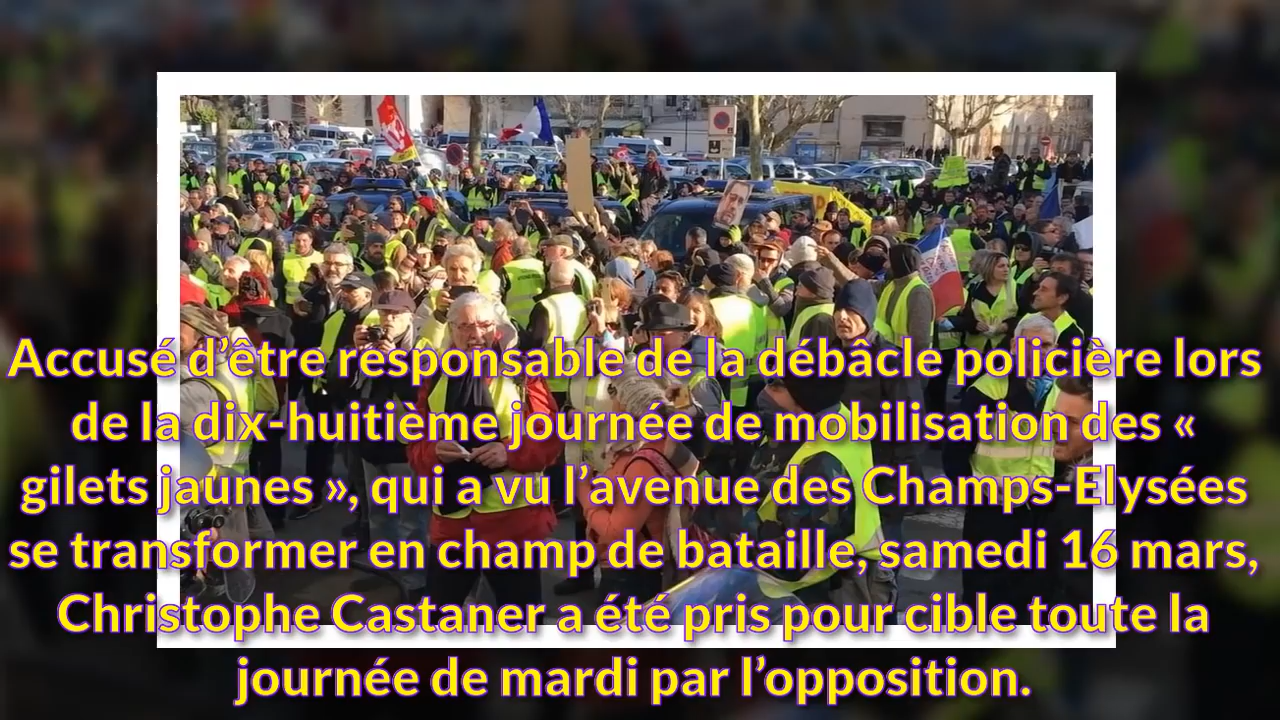 Accusé d’être responsable de la débâcle policière lors
de la dix-huitième journée de mobilisation des «
gilets jaunes », qui a vu l’avenue des Champs-Elysées
se transformer en champ de bataille, samedi 16 mars,
Christophe Castaner a été pris pour cible toute la
journée de mardi par l’opposition.